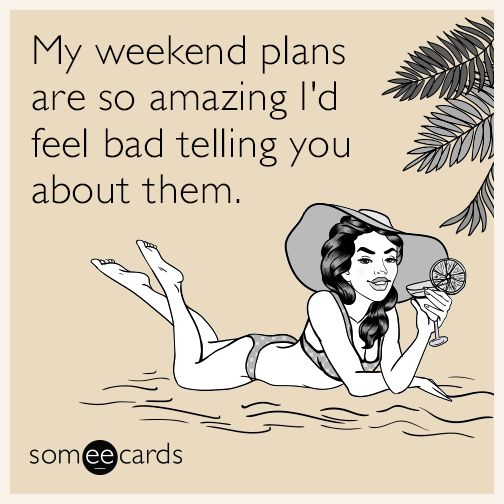 My weekend plans
are so amazing I'd
feel bad telling you
about them.
someecards